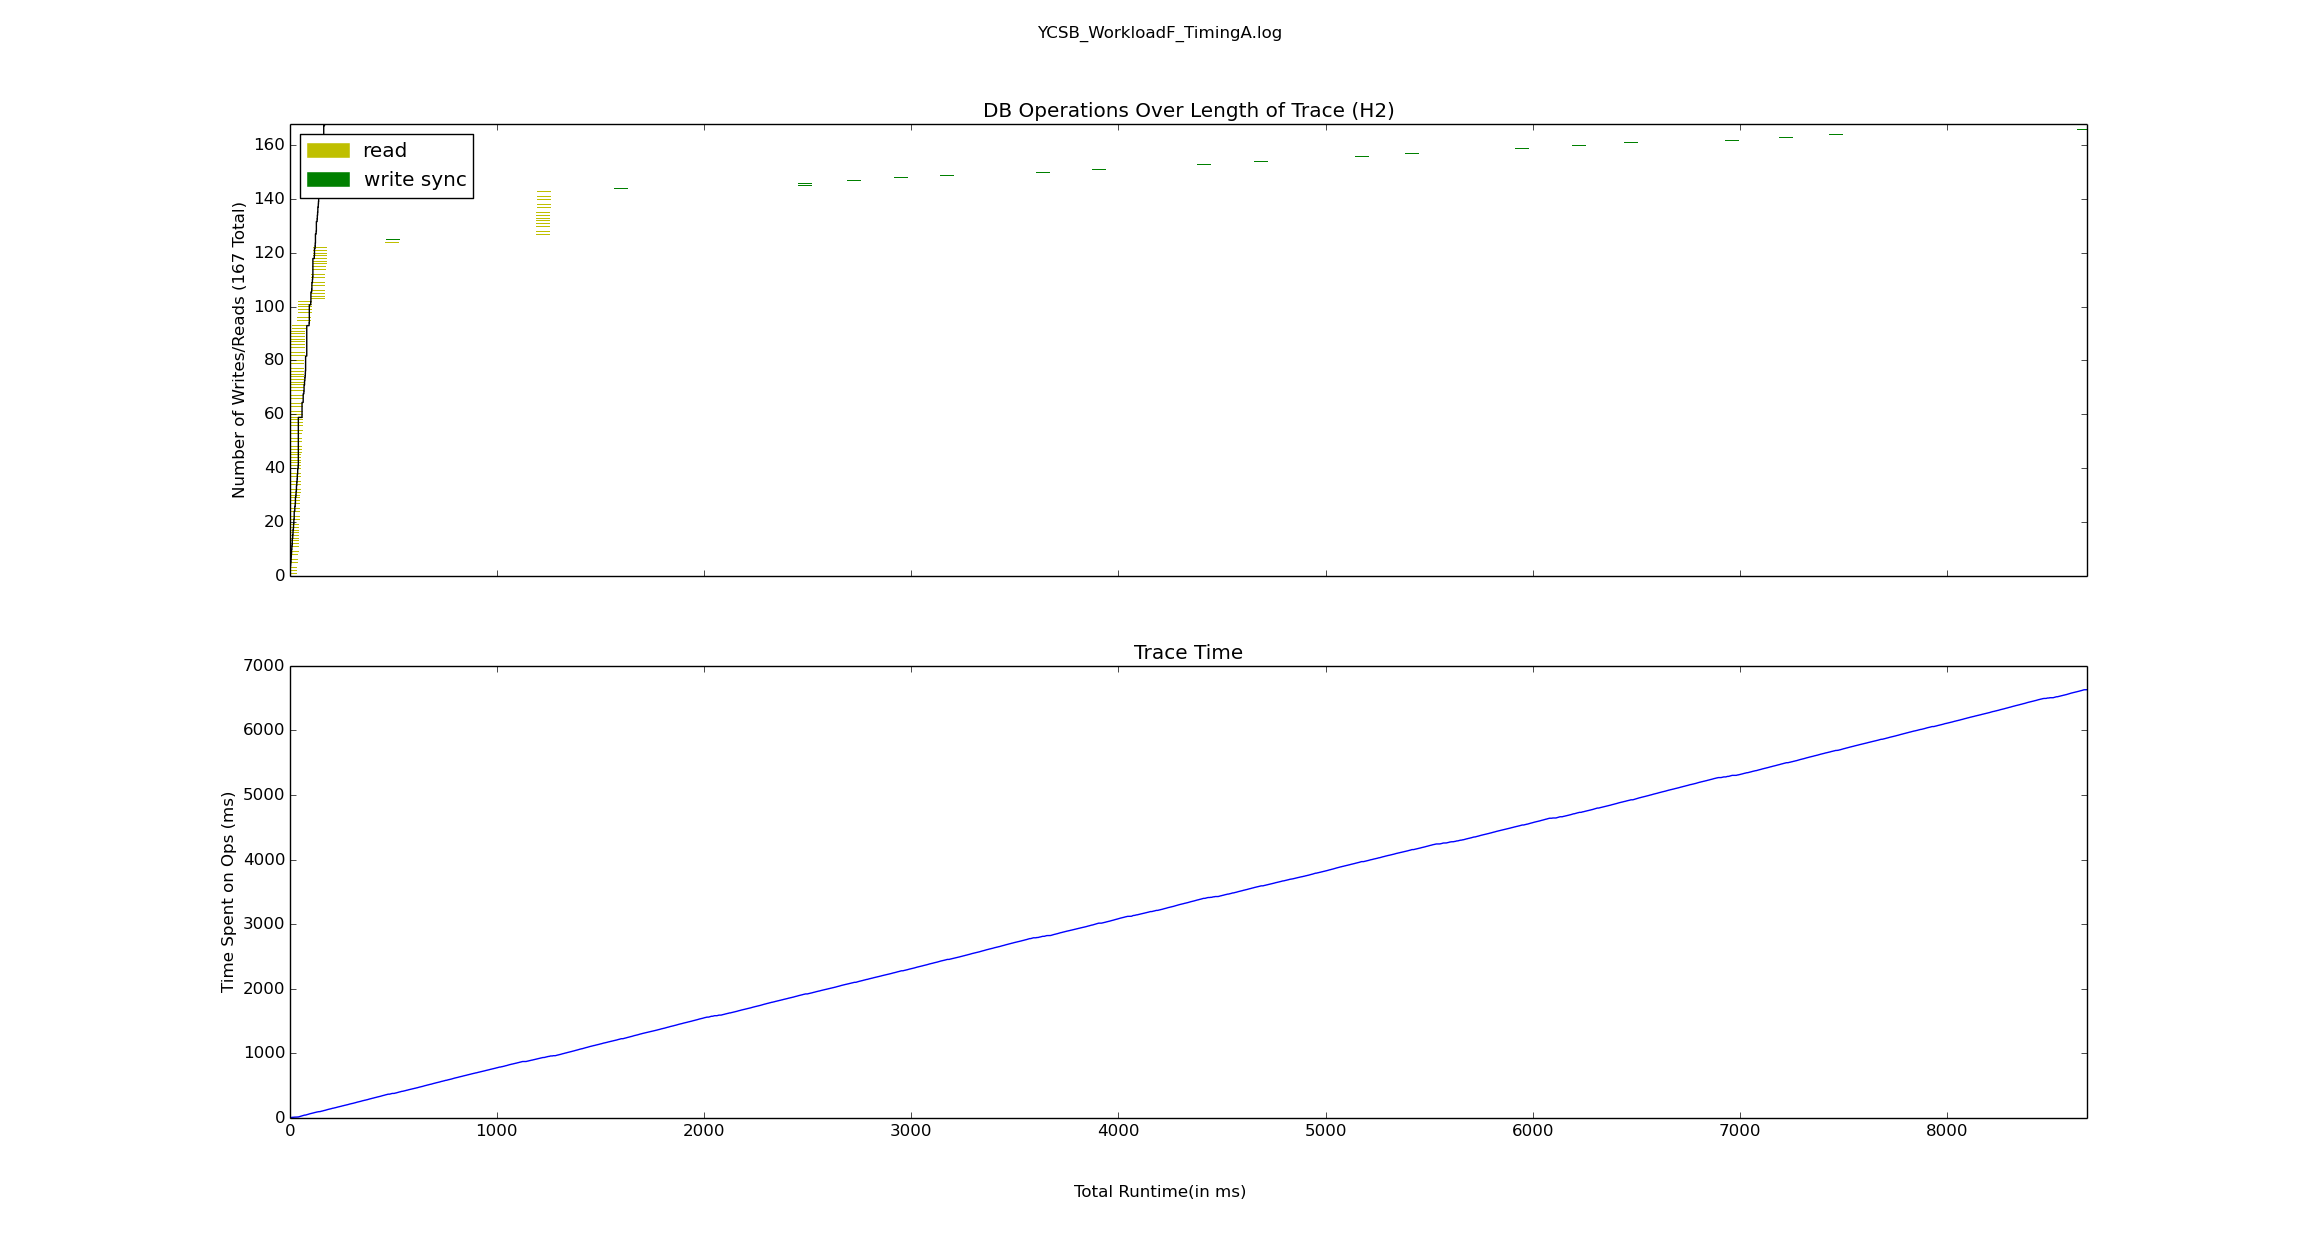 YCSB_WorkloadF_TimingA.log
DB Operations Over Length of Trace (H2)
read
write sync
Number of Writes/Reads (167 Total)
160
140
120
100
80
60
40
20
0
Trace Time
Time Spent on Ops (ms)
7000
6000
5000
4000
3000
2000
1000
0
0 1000 2000 3000 4000 5000 6000 7000 8000
Total Runtime(in ms)